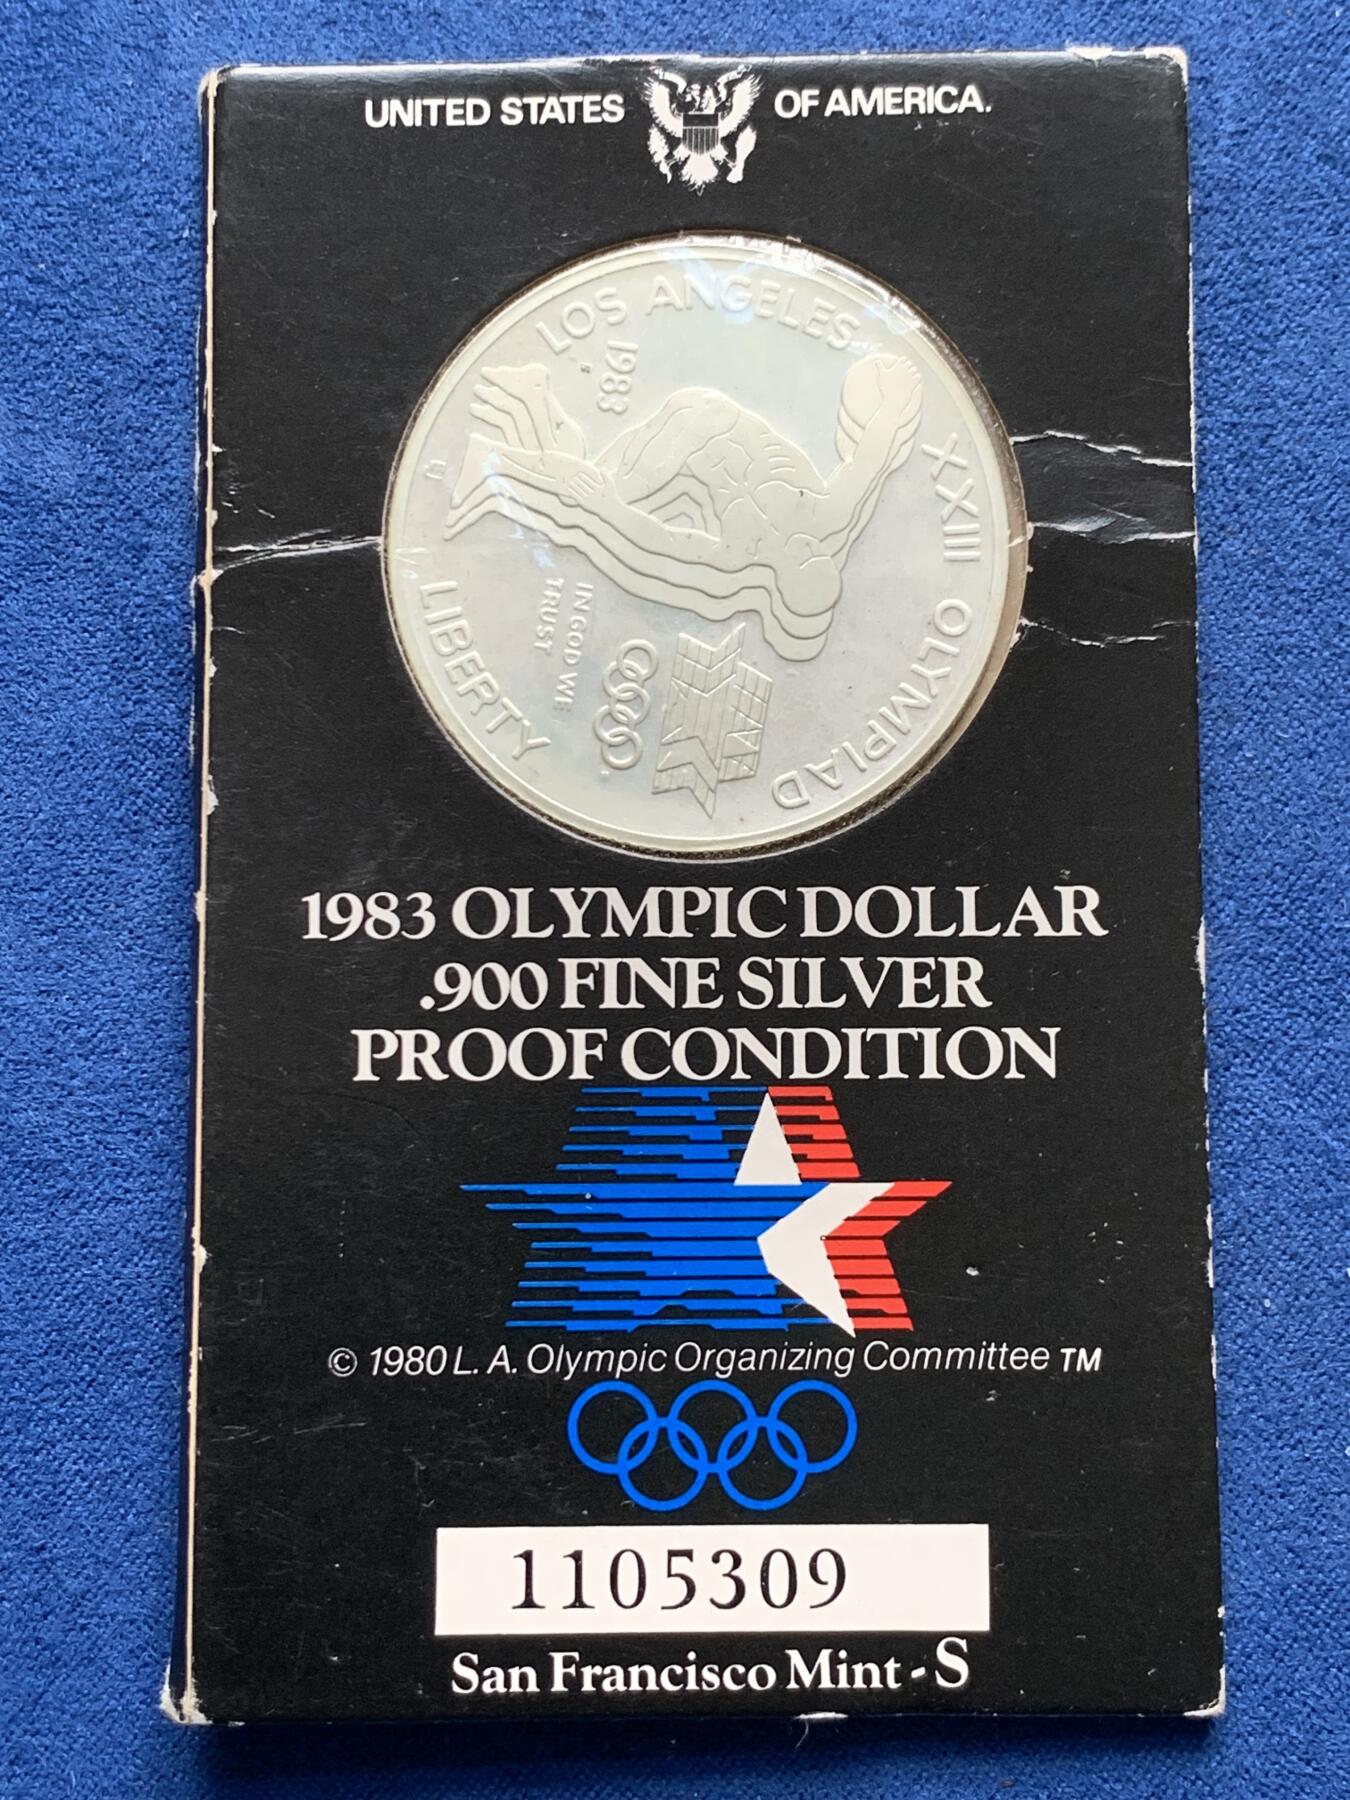 UNITED STATES OF AMERICA.
LOS ANGELES
XXIII OLYMPIAD
1983
S
LIBERTY
IN GOD WE
TRUST
1983 OLYMPIC DOLLAR
.900 FINE SILVER
PROOF CONDITION
© 1980 L. A. Olympic Organizing Committee TM
1105309
San Francisco Mint - S